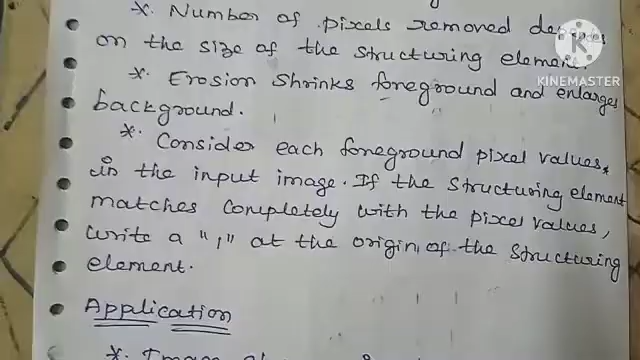 * Number of pixels removed depends
on the size of the structuring element.
* Erosion shrinks foreground and enlarges
background.
* Consider each foreground pixel values
in the input image. If the structuring element
matches completely with the pixel values,
write a "1" at the origin of the structuring
element.
Application
*
KINEMASTER